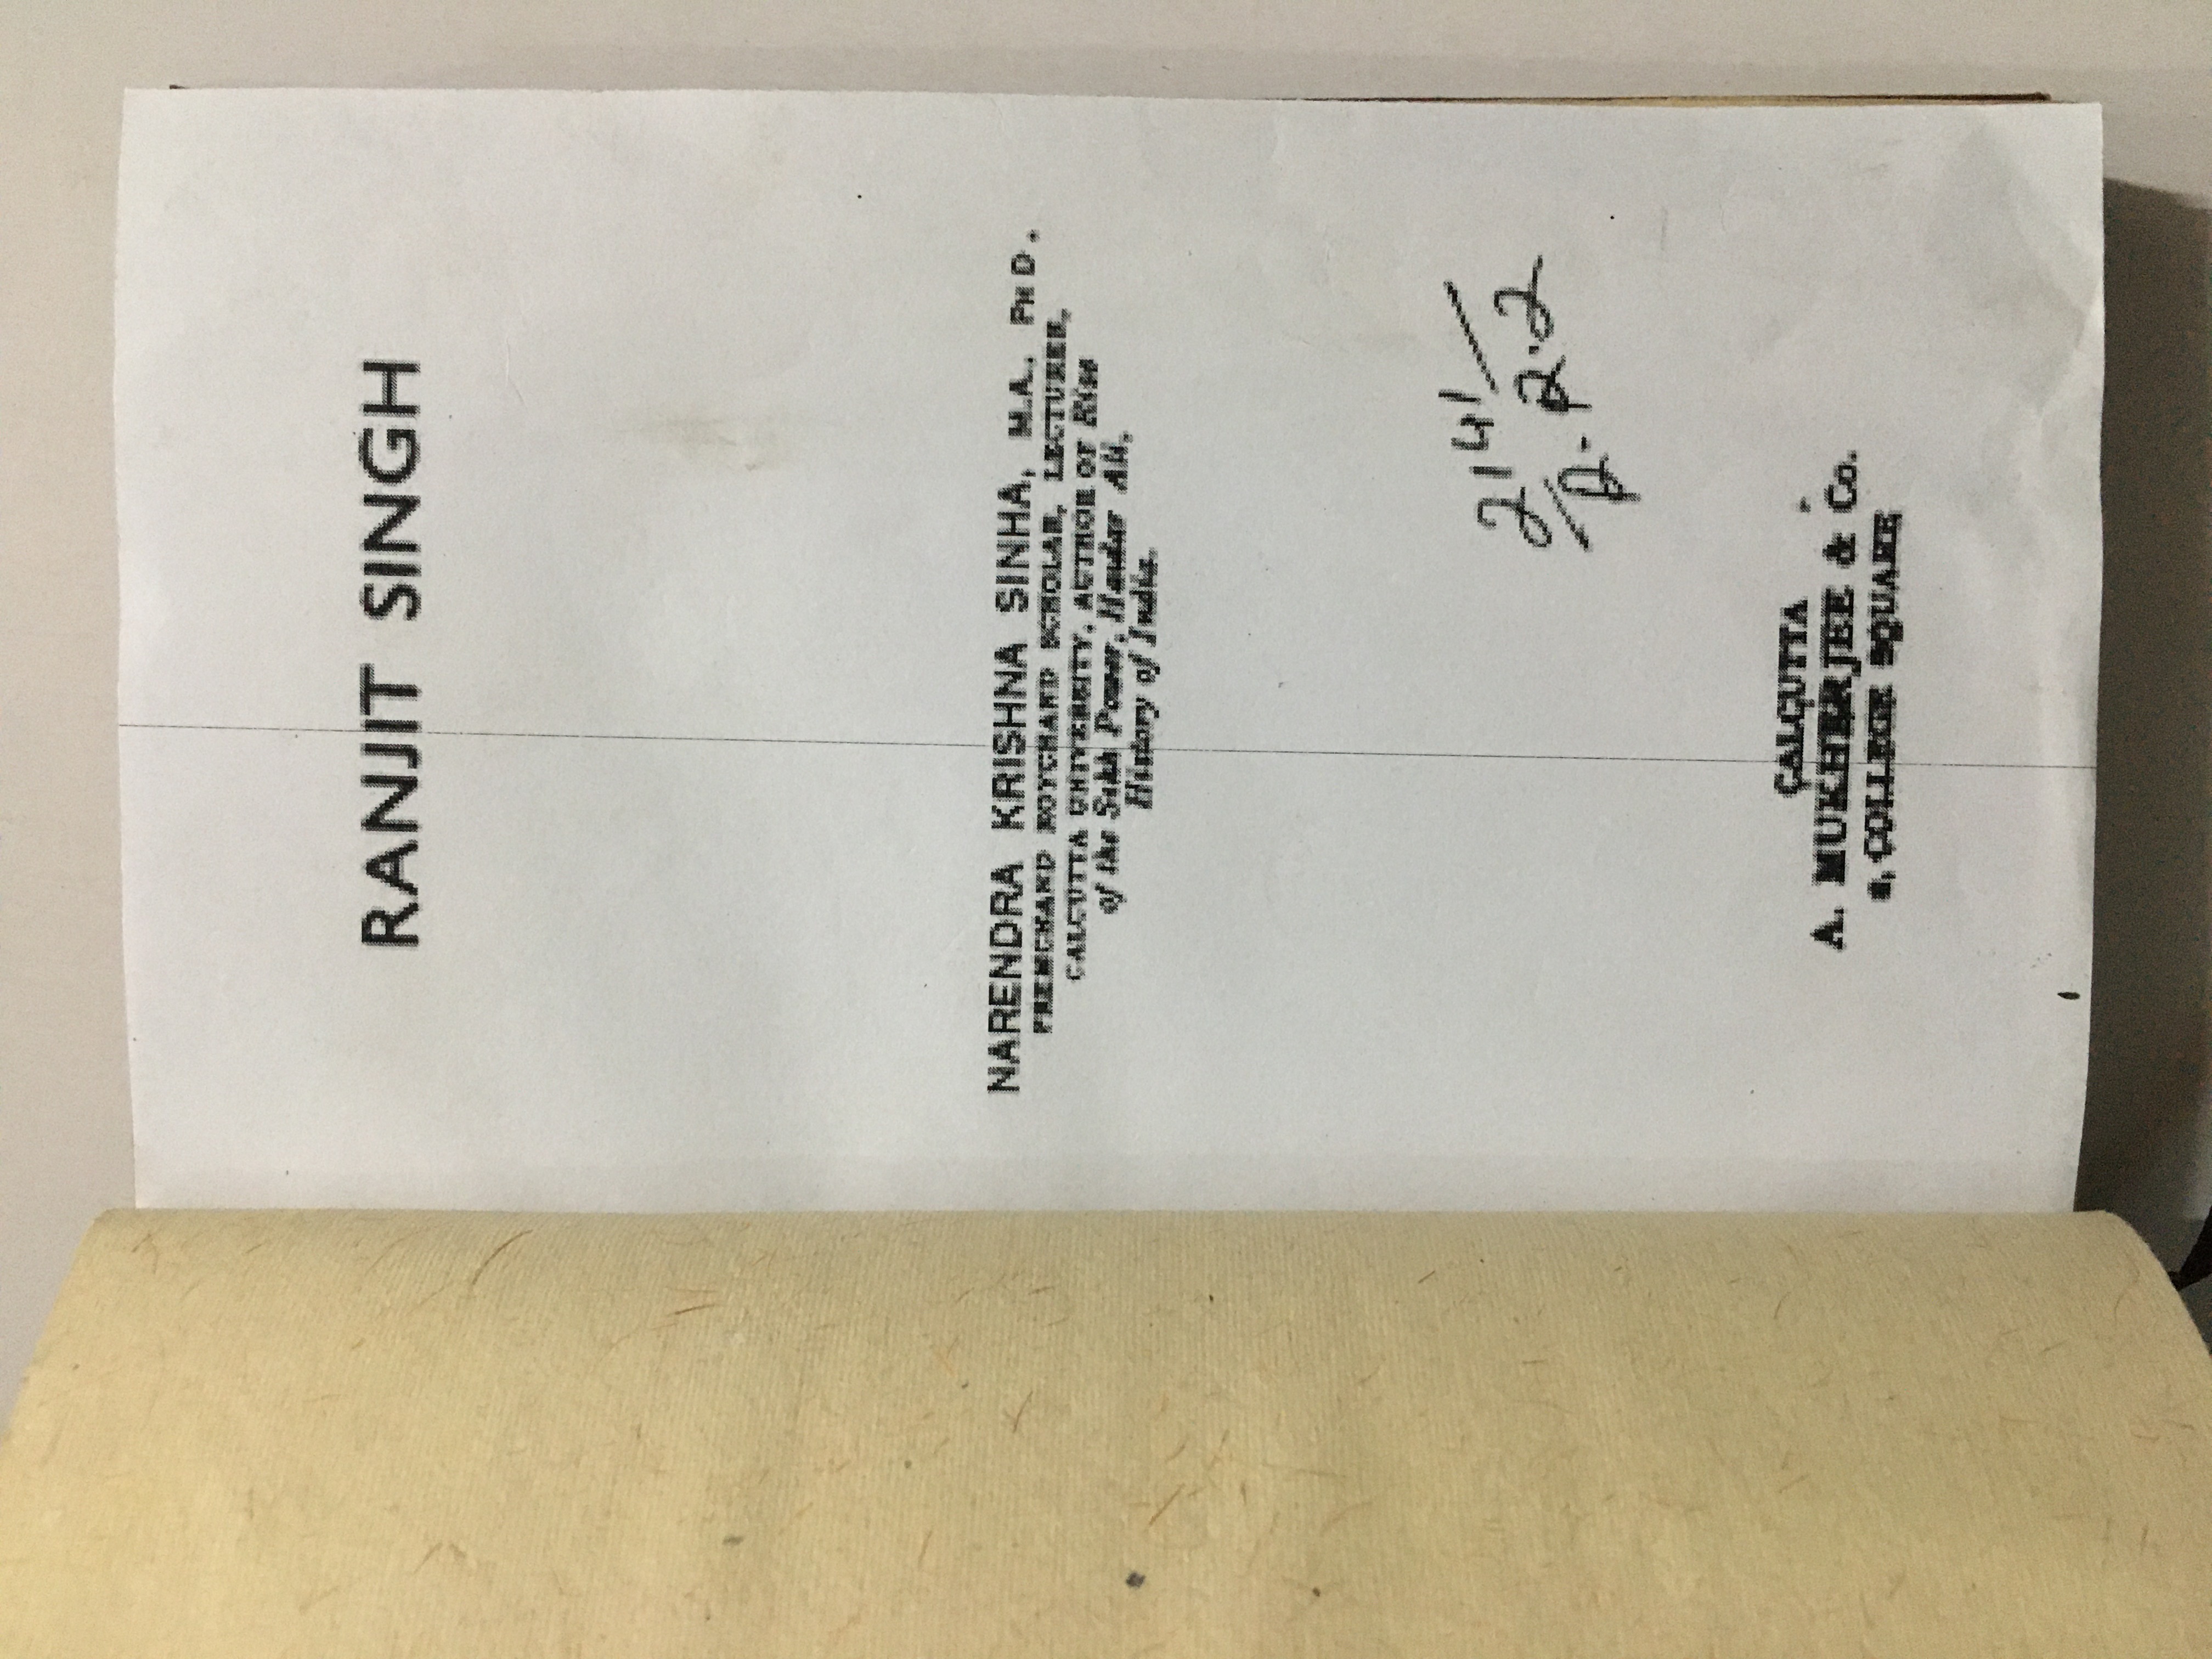 RANJIT SINGH
NARENDRA KRISHNA SINHA, M.A., PH D.
PREMCHAND ROYCHAND SCHOLAR, LECTURER,
CALCUTTA UNIVERSITY, AUTHOR OF Rise
of the Sikh Power, Haidar Ali,
History of India.
2141/
CALCUTTA
A. MUKHERJEE & Co.
COLLEGE SQUARE